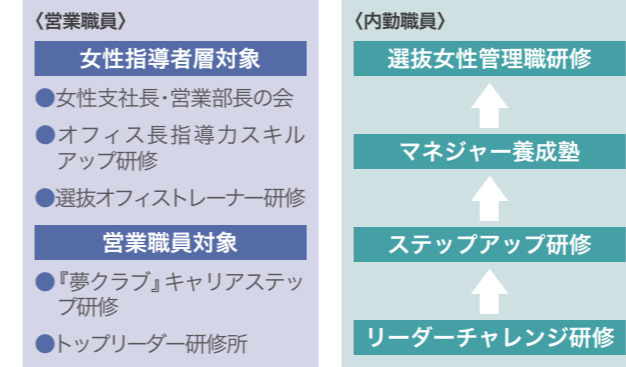 〈営業職員〉
女性指導者層対象
●女性支社長・営業部長の会
●オフィス長指導力スキル
アップ研修
●選抜オフィストレーナー研修
営業職員対象
●『夢クラブ』キャリアステッ
プ研修
●トップリーダー研修所
〈内勤職員〉
選抜女性管理職研修
マネジャー養成塾
ステップアップ研修
リーダーチャレンジ研修